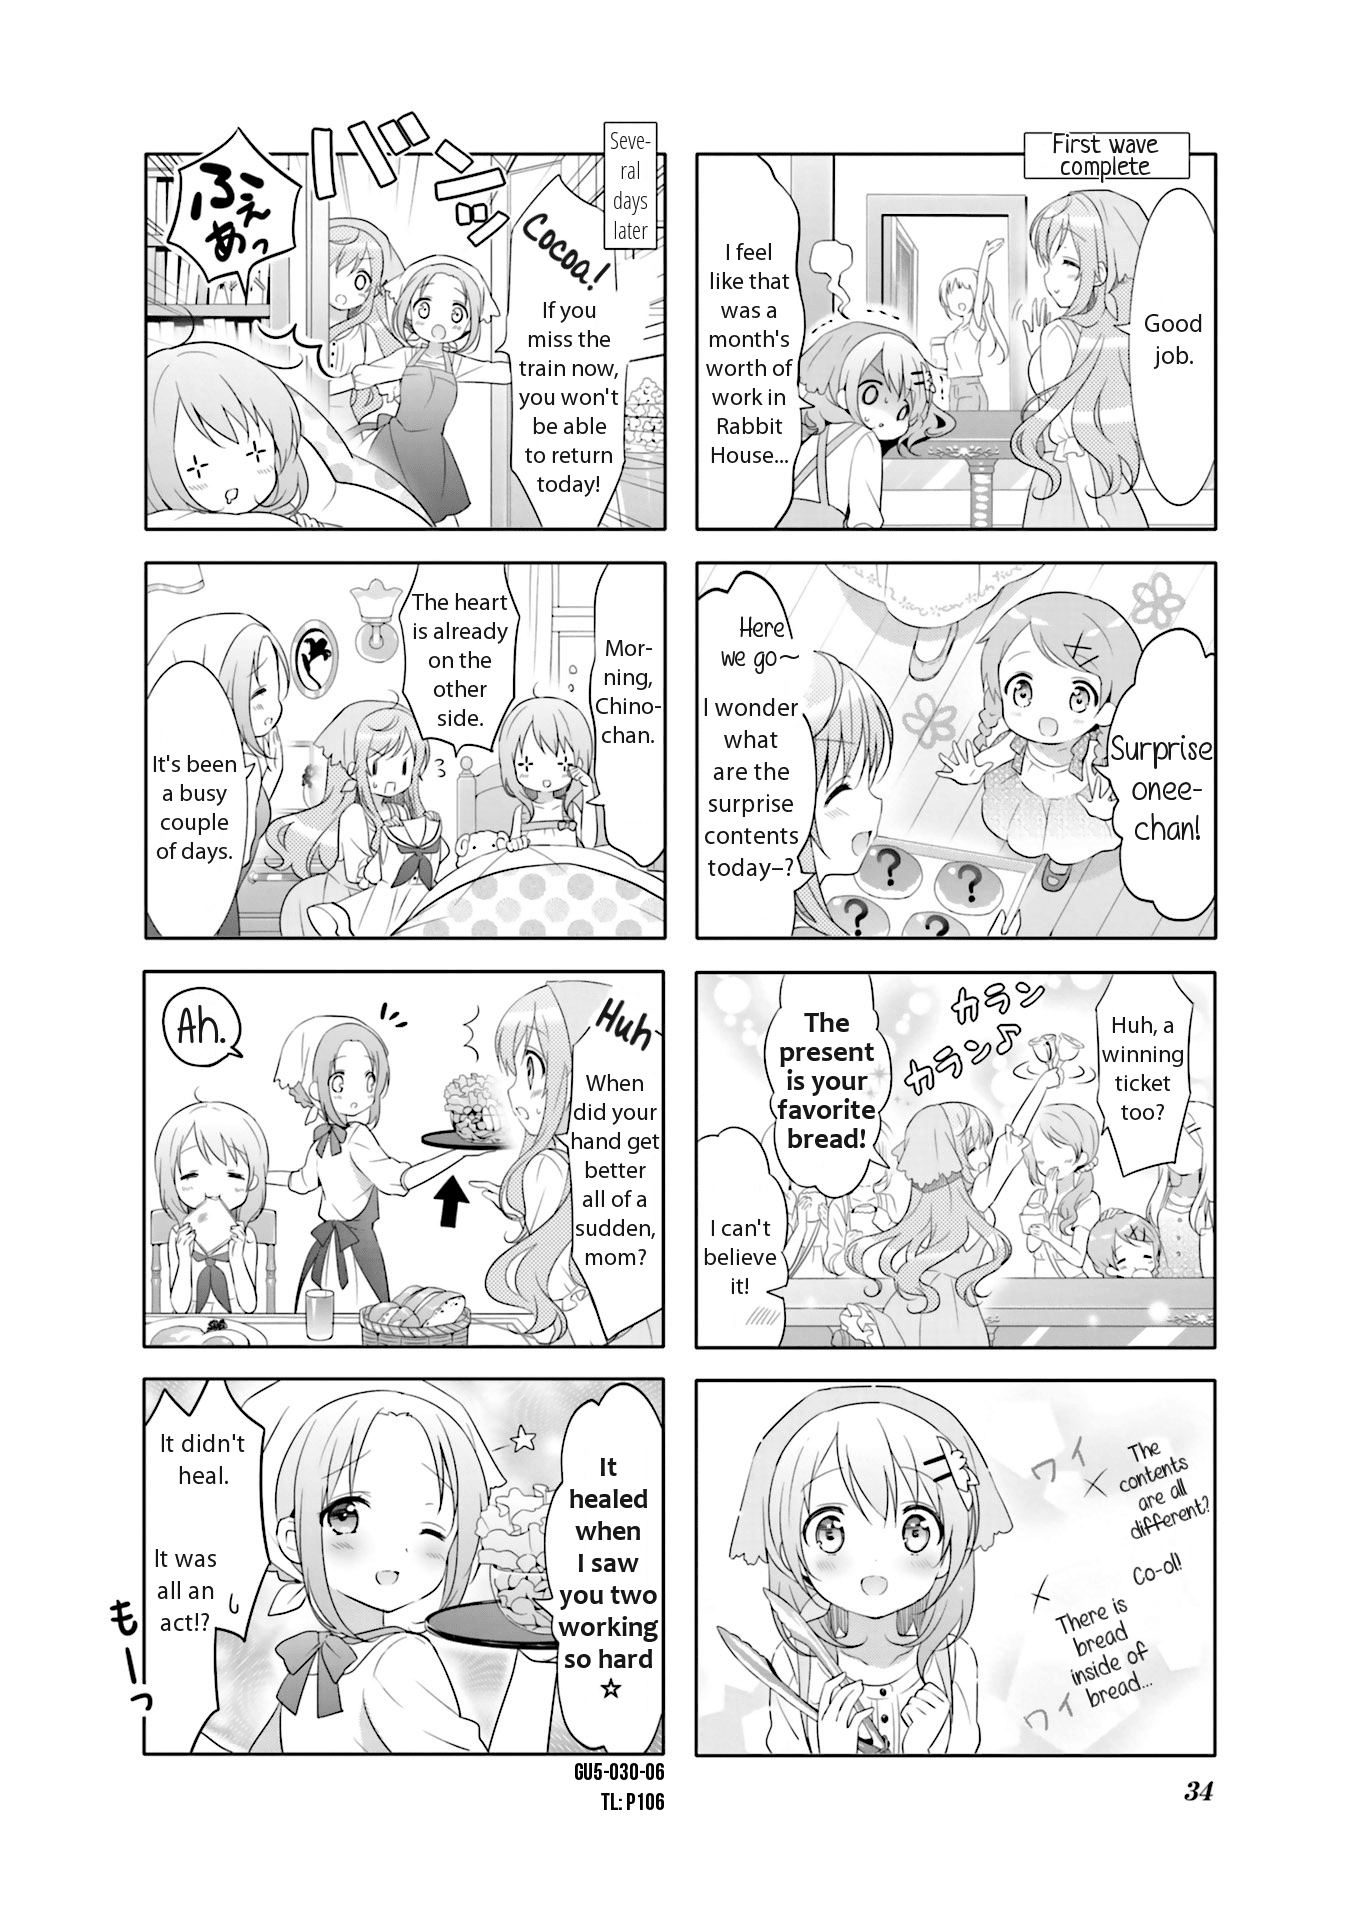 First wave
complete
Good
job.
I feel
like that
was a
month's
worth of
work in
Rabbit
House...
Surprise
onee-
chan!
Here
we go~
I wonder
what
are the
surprise
contents
today–?
?
?
?
?
Huh, a
winning
ticket
too?
カラン
カラン♪
The
present
is your
favorite
bread!
I can't
believe
it!
ワイ
The
contents
are all
different?
Co-ol!
There is
bread
inside of
bread...
ワイ
34
Seve-
ral
days
later
バンッ
Cocoa!
If you
miss the
train now,
you won't
be able
to return
today!
ふえ
あっ
Mor-
ning,
Chino-
chan.
The heart
is already
on the
other
side.
It's been
a busy
couple
of days.
Huh
When
did your
hand get
better
all of a
sudden,
mom?
Ah.
It
healed
when
I saw
you two
working
so hard
☆
It didn't
heal.
It was
all an
act!?
もーっ
GU5-030-06
TL: P106